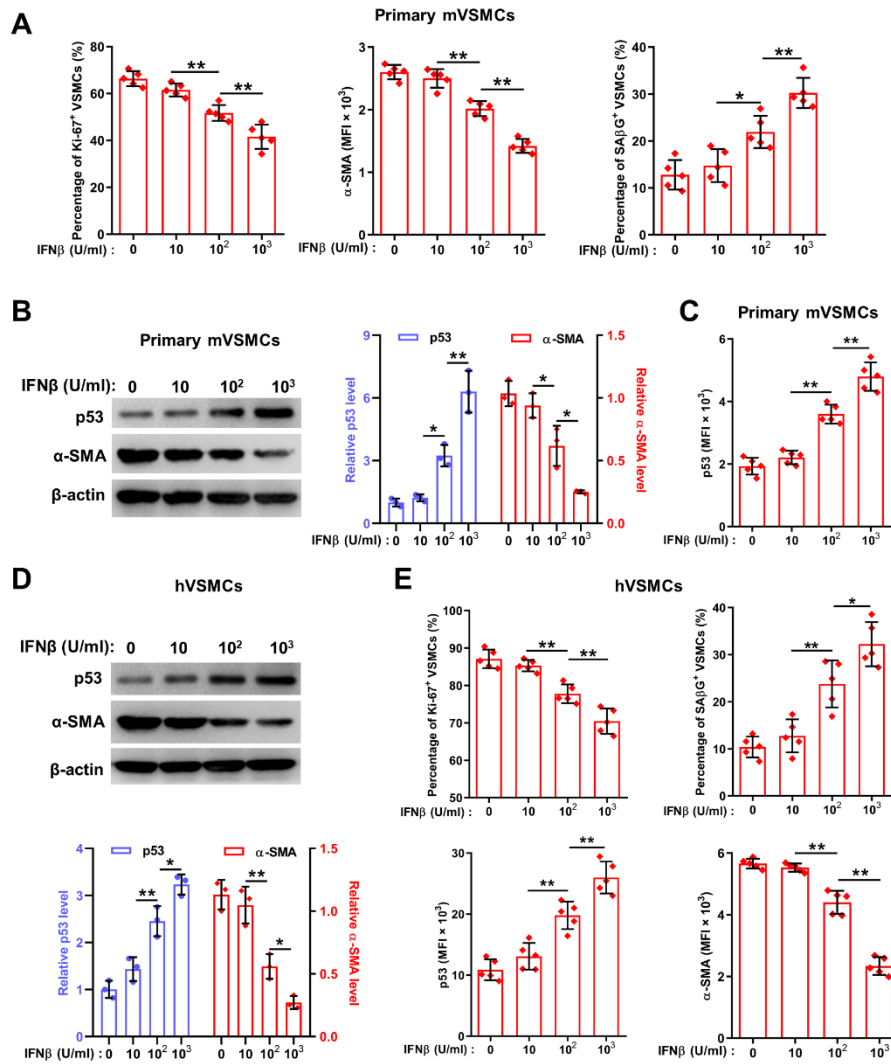 A
Primary mVSMCs
Percentage of Ki-67⁺ VSMCs (%)
80
60
40
20
0
IFNβ (U/ml) : 0 10 10² 10³
** **
α-SMA (MFI × 10³)
3
2
1
0
IFNβ (U/ml) : 0 10 10² 10³
** **
Percentage of SAβG⁺ VSMCs (%)
40
30
20
10
0
IFNβ (U/ml) : 0 10 10² 10³
* **
B
Primary mVSMCs
IFNβ (U/ml) 0 10 10² 10³
p53
α-SMA
β-actin
p53 α-SMA
Relative p53 level
9
6
3
0
* ** * *
1.5
1.0
0.5
0.0
Relative α-SMA level
IFNβ (U/ml) : 0 10 10² 10³ 0 10 10² 10³
C
Primary mVSMCs
p53 (MFI × 10³)
6
4
2
0
** **
IFNβ (U/ml) : 0 10 10² 10³
D
hVSMCs
IFNβ (U/ml): 0 10 10² 10³
p53
α-SMA
β-actin
p53 α-SMA
Relative p53 level
4
3
2
1
0
** * ** *
1.5
1.0
0.5
0.0
Relative α-SMA level
IFNβ (U/ml) : 0 10 10² 10³ 0 10 10² 10³
E
hVSMCs
Percentage of Ki-67⁺ VSMCs (%)
100
90
80
70
60
50
** **
IFNβ (U/ml) : 0 10 10² 10³
Percentage of SAβG⁺ VSMCs (%)
40
30
20
10
0
** *
IFNβ (U/ml) : 0 10 10² 10³
p53 (MFI × 10³)
30
20
10
0
** **
IFNβ (U/ml) : 0 10 10² 10³
α-SMA (MFI × 10³)
6
4
2
0
** **
IFNβ (U/ml) : 0 10 10² 10³